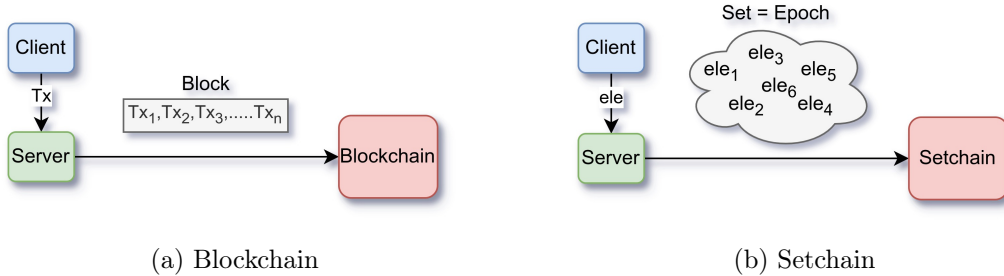 Client
Tx
Block
Tx₁,Tx₂,Tx₃,.....Txₙ
Server
Blockchain
(a) Blockchain
Set = Epoch
Client
ele₃
ele₁
ele₅
ele₆
ele
ele₂
ele₄
Server
Setchain
(b) Setchain